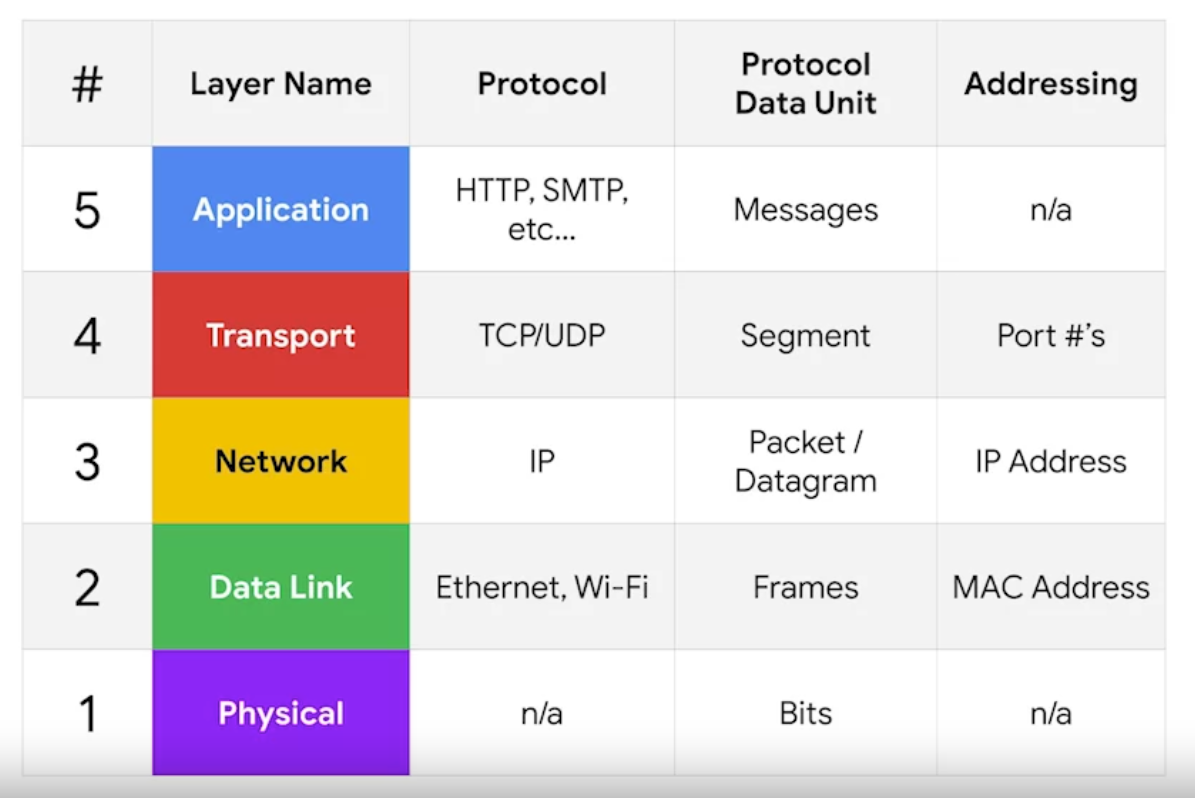 # Layer Name Protocol Protocol Data Unit Addressing
5 Application HTTP, SMTP, etc... Messages n/a
4 Transport TCP/UDP Segment Port #’s
3 Network IP Packet / Datagram IP Address
2 Data Link Ethernet, Wi-Fi Frames MAC Address
1 Physical n/a Bits n/a